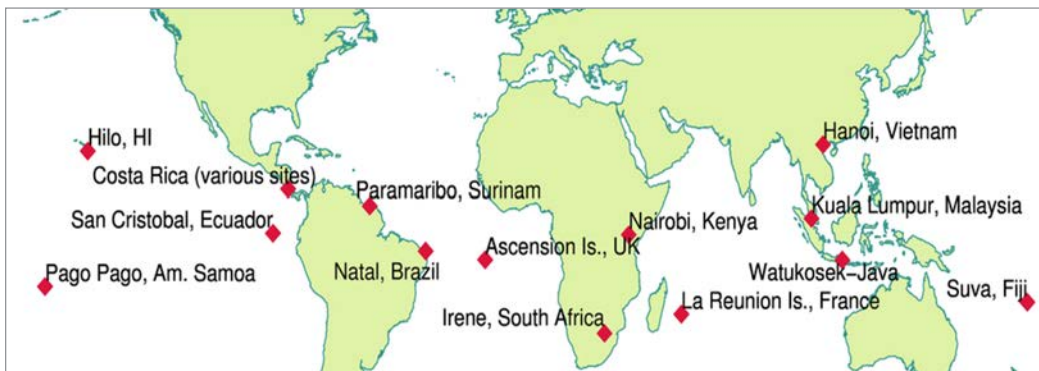 Hilo, HI
Hanoi, Vietnam
Costa Rica (various sites)
Paramaribo, Surinam
Kuala Lumpur, Malaysia
San Cristobal, Ecuador
Nairobi, Kenya
Ascension Is., UK
Pago Pago, Am. Samoa
Natal, Brazil
Watukosek–Java
Suva, Fiji
La Reunion Is., France
Irene, South Africa